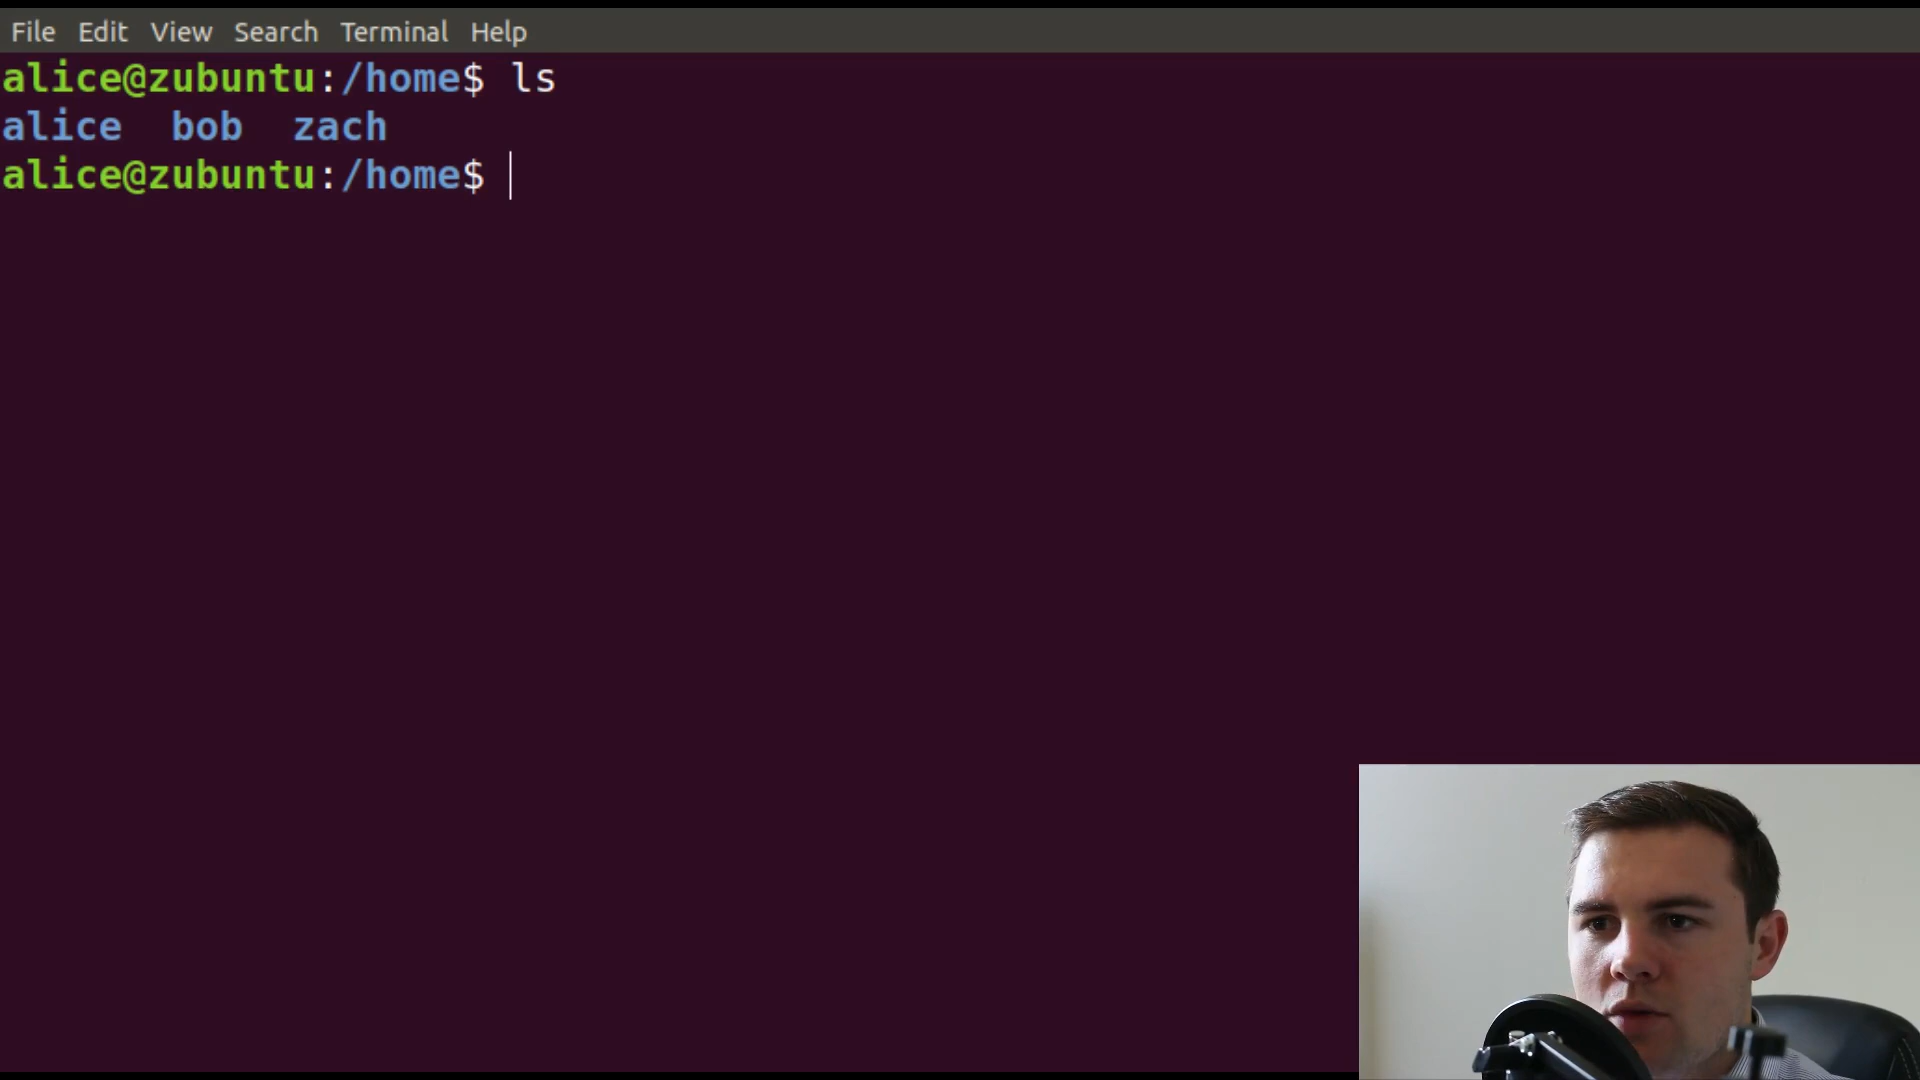 File Edit View Search Terminal Help
alice@zubuntu:/home$ ls
alice bob zach
alice@zubuntu:/home$